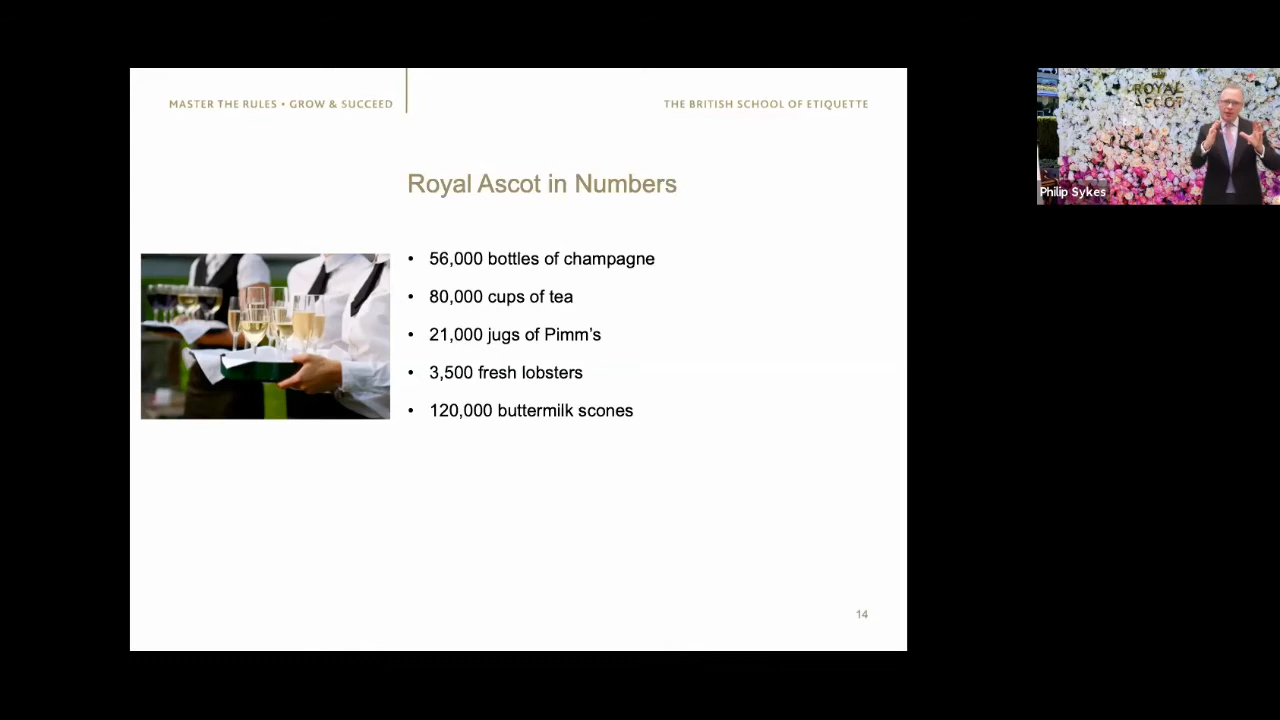 MASTER THE RULES • GROW & SUCCEED
THE BRITISH SCHOOL OF ETIQUETTE
Royal Ascot in Numbers
• 56,000 bottles of champagne
• 80,000 cups of tea
• 21,000 jugs of Pimm’s
• 3,500 fresh lobsters
• 120,000 buttermilk scones
14
ROYAL
ASCOT
Philip Sykes